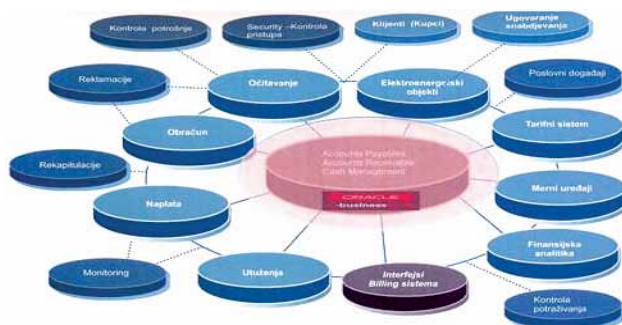 Kontrola potrošnje
Security –Kontrola
pristupa
Klijenti (Kupci)
Ugovaranje
snabdjevanja
Reklamacije
Očitavanje
Elektroenergetski
objekti
Poslovni događaji
Obračun
Accounts Payables
Accounts Receivable
Cash Management
Tarifni sistem
Rekapitulacije
ORACLE
-business
Merni uređaji
Naplata
Finansijska
analitika
Monitoring
Utuženja
Interfejsi
Billing sistema
Kontrola
potraživanja